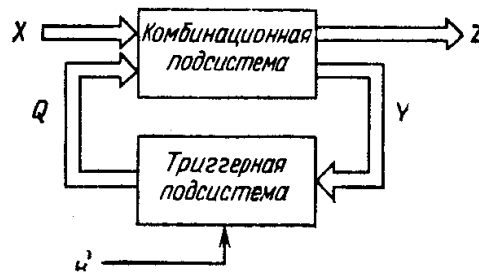 X
Комбинационная
подсистема
Z
Q
Y
Триггерная
подсистема